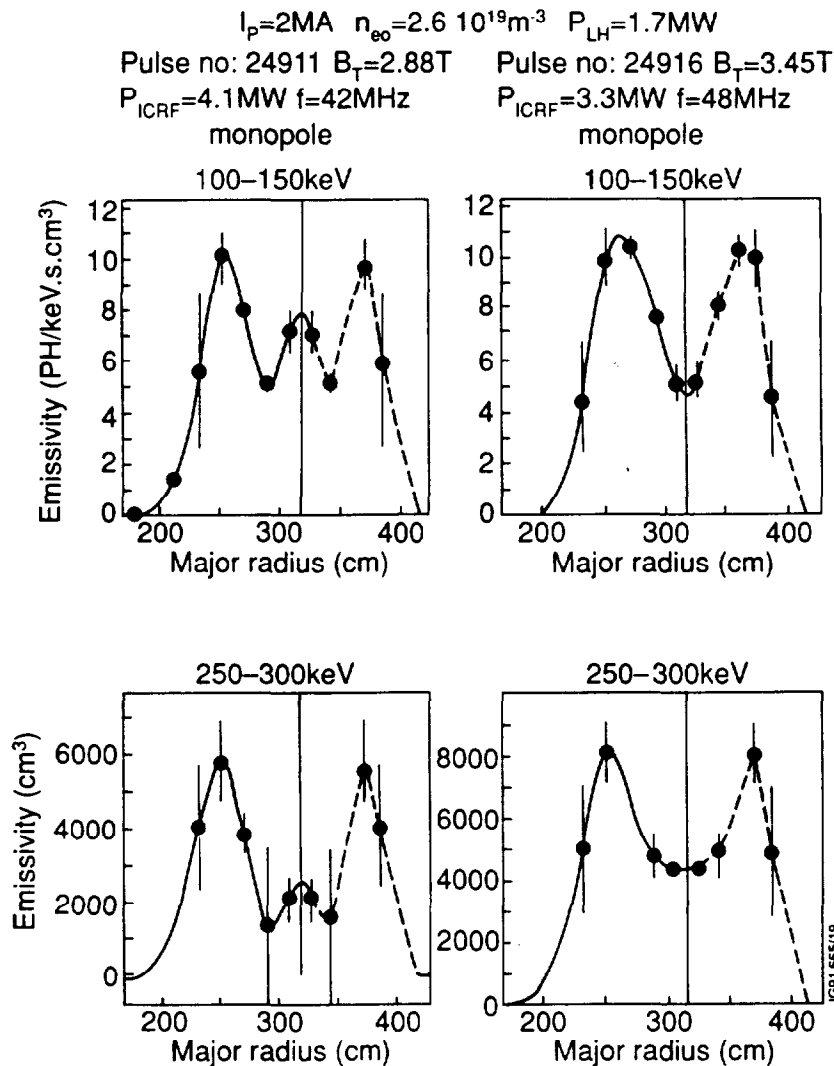 I_P=2MA n_eo=2.6 10^19 m^-3 P_LH=1.7MW
Pulse no: 24911 B_T=2.88T
P_ICRF=4.1MW f=42MHz
monopole
Pulse no: 24916 B_T=3.45T
P_ICRF=3.3MW f=48MHz
monopole
100–150keV
12
10
8
6
4
2
0
Emissivity (PH/keV.s.cm³)
200 300 400
Major radius (cm)
100–150keV
12
10
8
6
4
2
0
200 300 400
Major radius (cm)
250–300keV
6000
4000
2000
0
Emissivity (cm³)
200 300 400
Major radius (cm)
250–300keV
8000
6000
4000
2000
0
200 300 400
Major radius (cm)